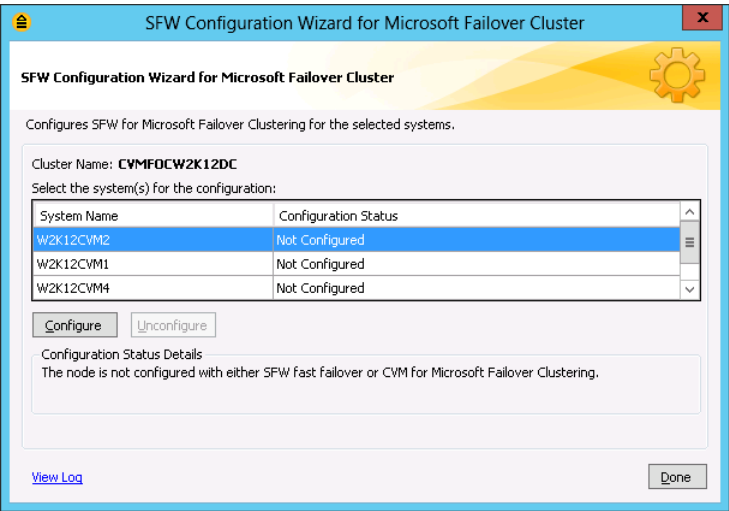 SFW Configuration Wizard for Microsoft Failover Cluster
x
SFW Configuration Wizard for Microsoft Failover Cluster
Configures SFW for Microsoft Failover Clustering for the selected systems.
Cluster Name: CVMFOCW2K12DC
Select the system(s) for the configuration:
System Name Configuration Status
W2K12CVM2 Not Configured
W2K12CVM1 Not Configured
W2K12CVM4 Not Configured
Configure Unconfigure
Configuration Status Details
The node is not configured with either SFW fast failover or CVM for Microsoft Failover Clustering.
View Log Done